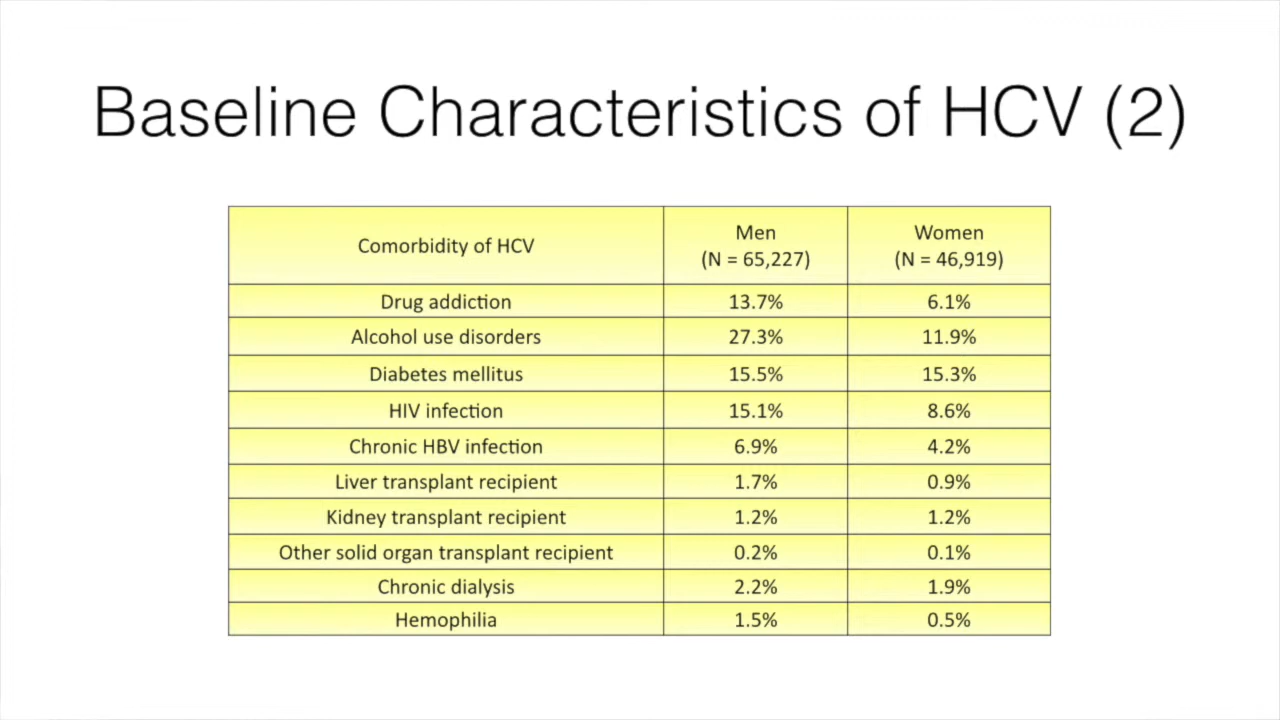 Baseline Characteristics of HCV (2)
Comorbidity of HCV
Men
(N = 65,227)
Women
(N = 46,919)
Drug addiction 13.7% 6.1%
Alcohol use disorders 27.3% 11.9%
Diabetes mellitus 15.5% 15.3%
HIV infection 15.1% 8.6%
Chronic HBV infection 6.9% 4.2%
Liver transplant recipient 1.7% 0.9%
Kidney transplant recipient 1.2% 1.2%
Other solid organ transplant recipient 0.2% 0.1%
Chronic dialysis 2.2% 1.9%
Hemophilia 1.5% 0.5%